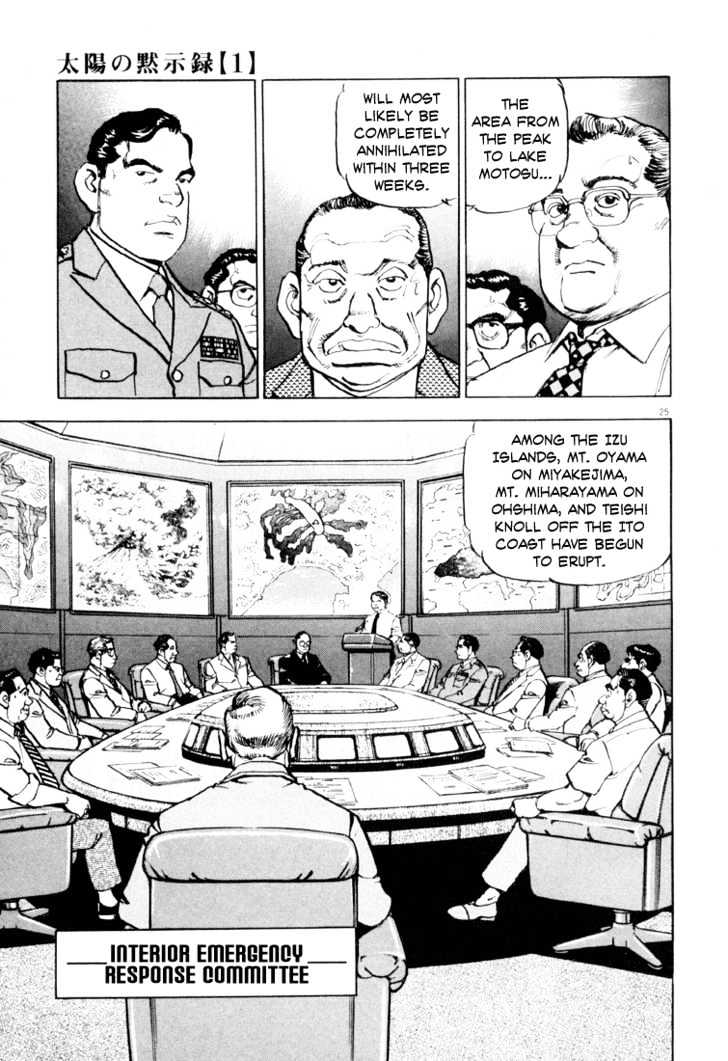 太陽の黙示録【1】
THE
AREA FROM
THE PEAK
TO LAKE
MOTOSU...
WILL MOST
LIKELY BE
COMPLETELY
ANNIHILATED
WITHIN THREE
WEEKS.
25
AMONG THE IZU
ISLANDS, MT. OYAMA
ON MIYAKEJIMA,
MT. MIHARAYAMA ON
OHSHIMA, AND TEISHI
KNOLL OFF THE ITO
COAST HAVE BEGUN
TO ERUPT.
INTERIOR EMERGENCY
RESPONSE COMMITTEE